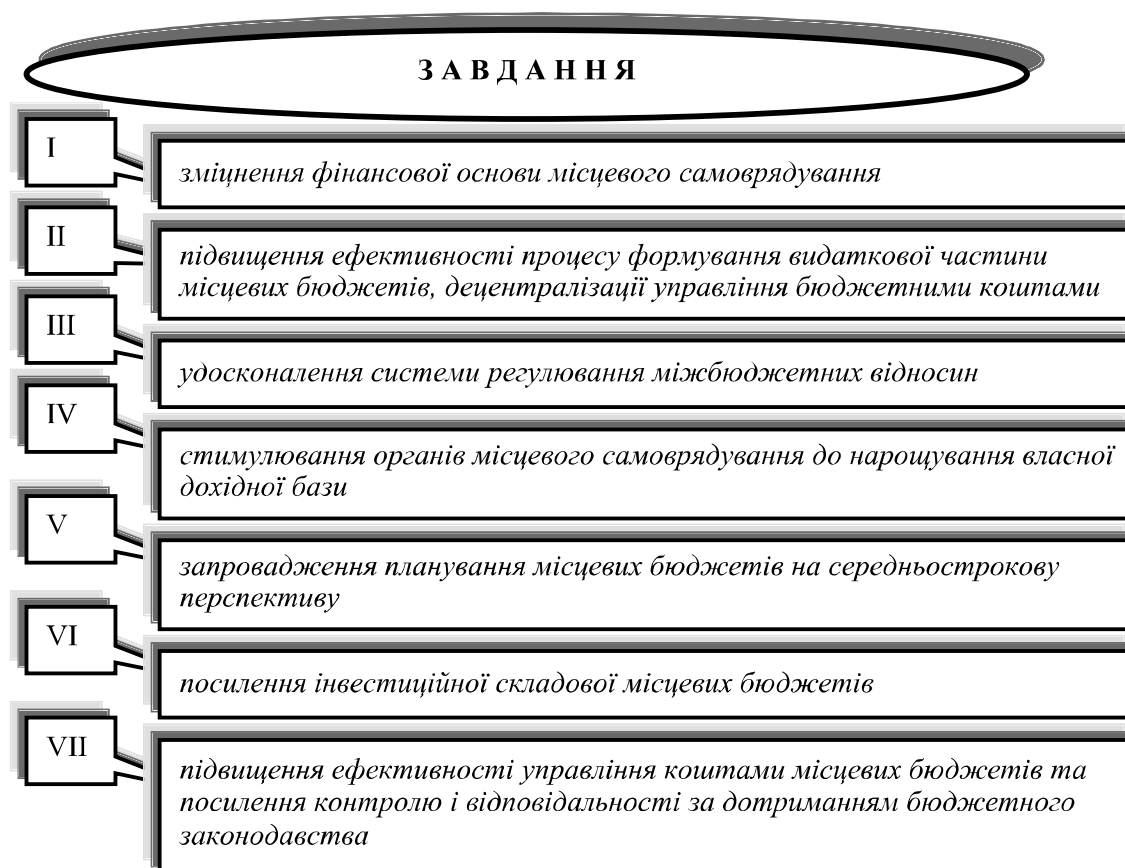 З А В Д А Н Н Я
I
зміцнення фінансової основи місцевого самоврядування
II
підвищення ефективності процесу формування видаткової частини
місцевих бюджетів, децентралізації управління бюджетними коштами
III
удосконалення системи регулювання міжбюджетних відносин
IV
стимулювання органів місцевого самоврядування до нарощування власної
дохідної бази
V
запровадження планування місцевих бюджетів на середньострокову
перспективу
VI
посилення інвестиційної складової місцевих бюджетів
VII
підвищення ефективності управління коштами місцевих бюджетів та
посилення контролю і відповідальності за дотриманням бюджетного
законодавства